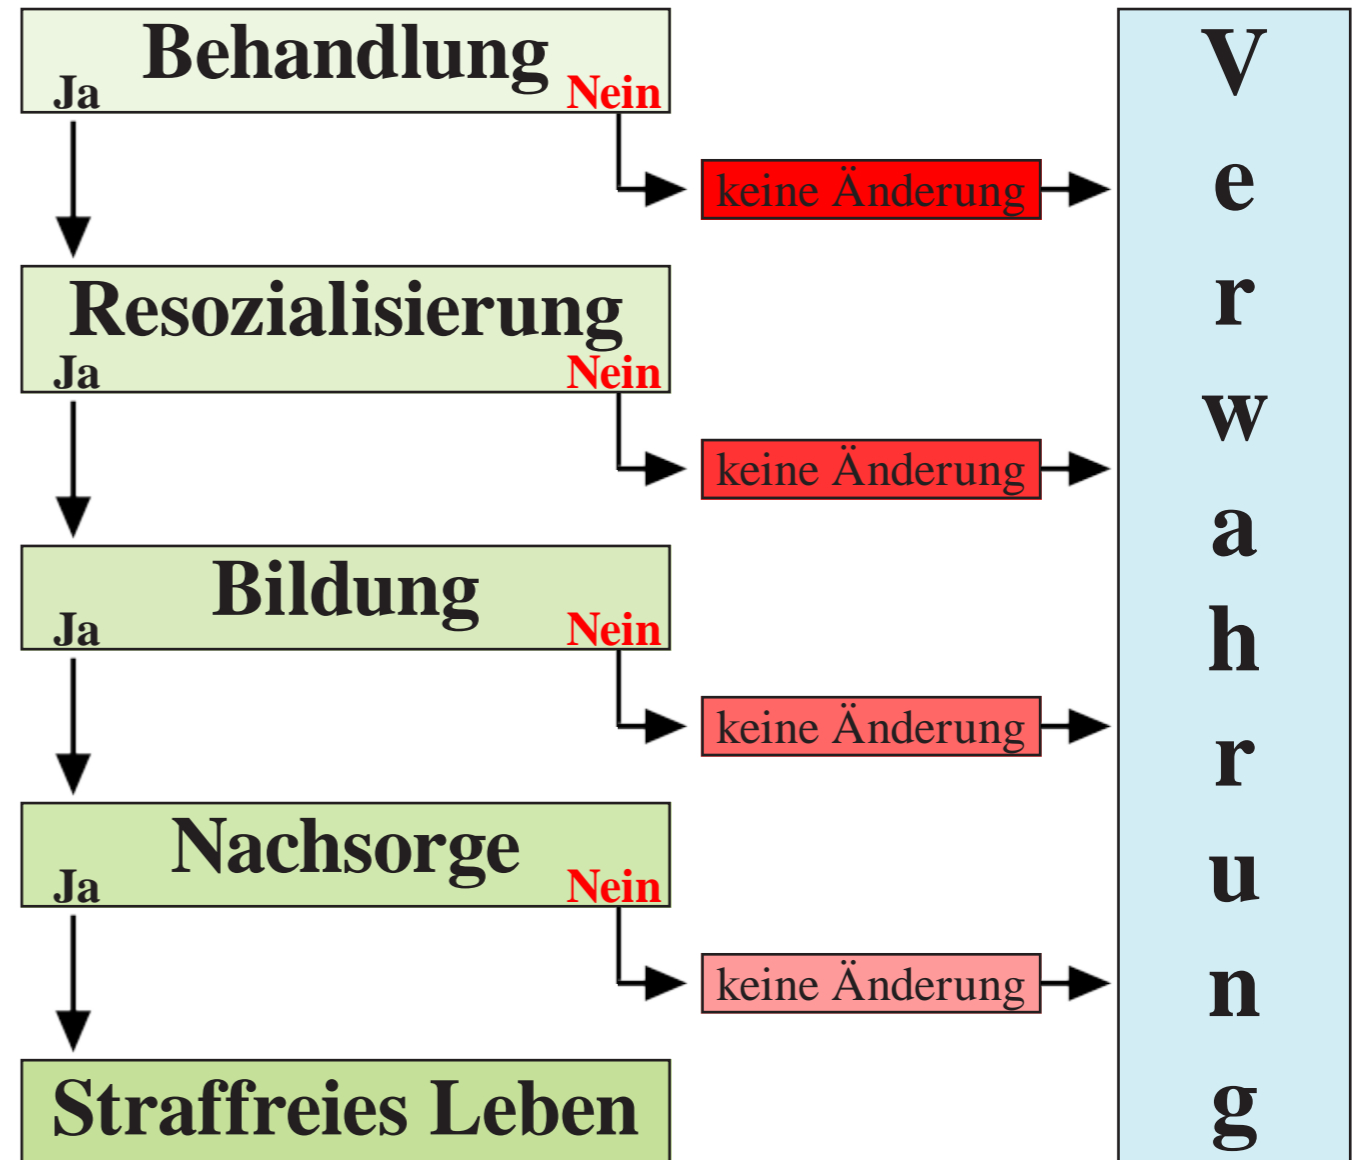 Behandlung
Ja Nein
keine Änderung
Resozialisierung
Ja Nein
keine Änderung
Bildung
Ja Nein
keine Änderung
Nachsorge
Ja Nein
keine Änderung
Straffreies Leben
V
e
r
w
a
h
r
u
n
g